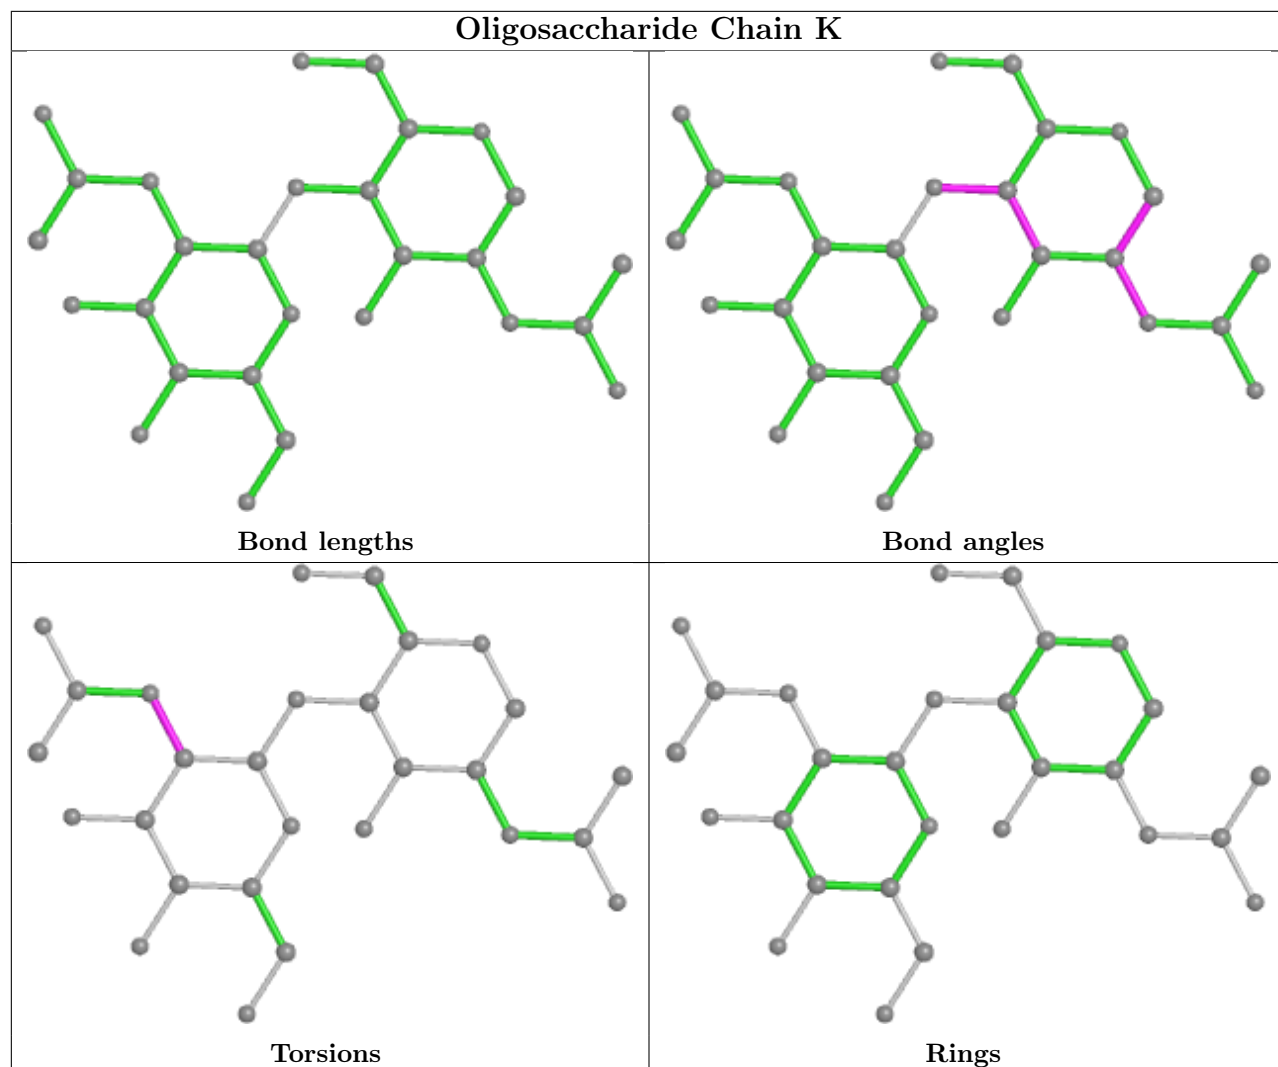 Oligosaccharide Chain K
Bond lengths
Bond angles
Torsions
Rings